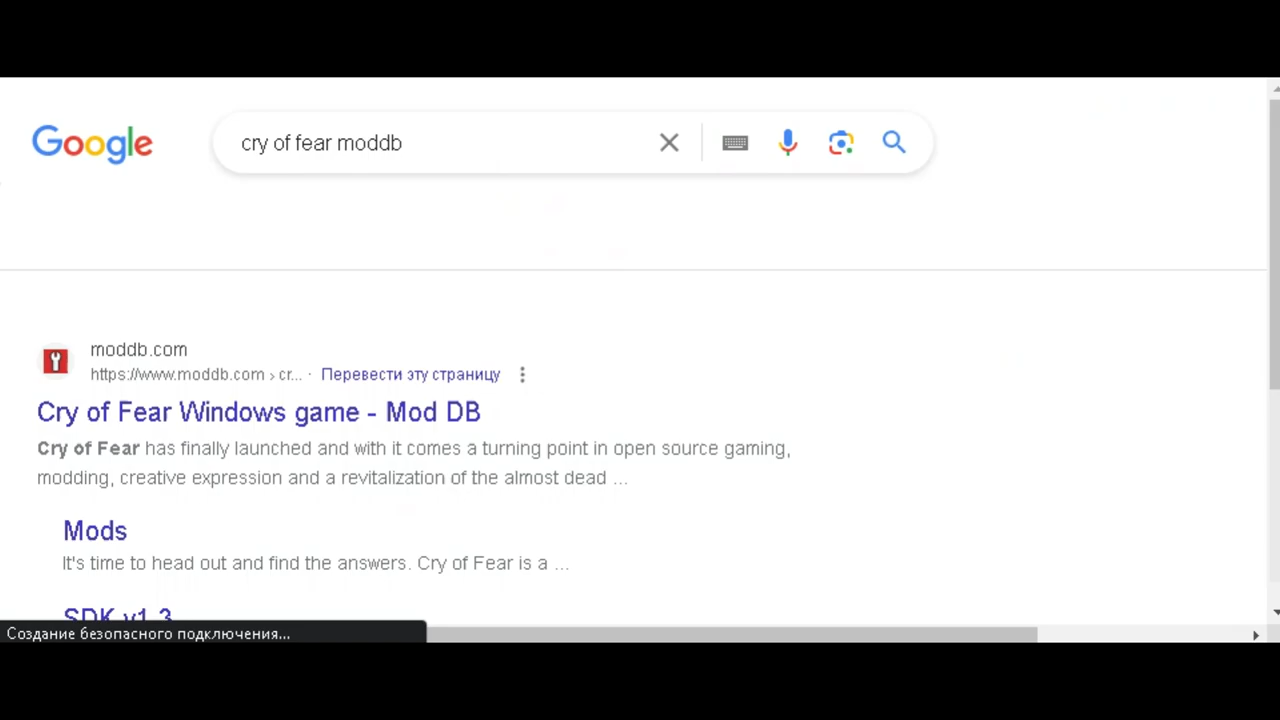 Google
cry of fear moddb
moddb.com
https://www.moddb.com › cr... · Перевести эту страницу
Cry of Fear Windows game - Mod DB
Cry of Fear has finally launched and with it comes a turning point in open source gaming,
modding, creative expression and a revitalization of the almost dead ...
Mods
It's time to head out and find the answers. Cry of Fear is a ...
SDK v1.3
Создание безопасного подключения...